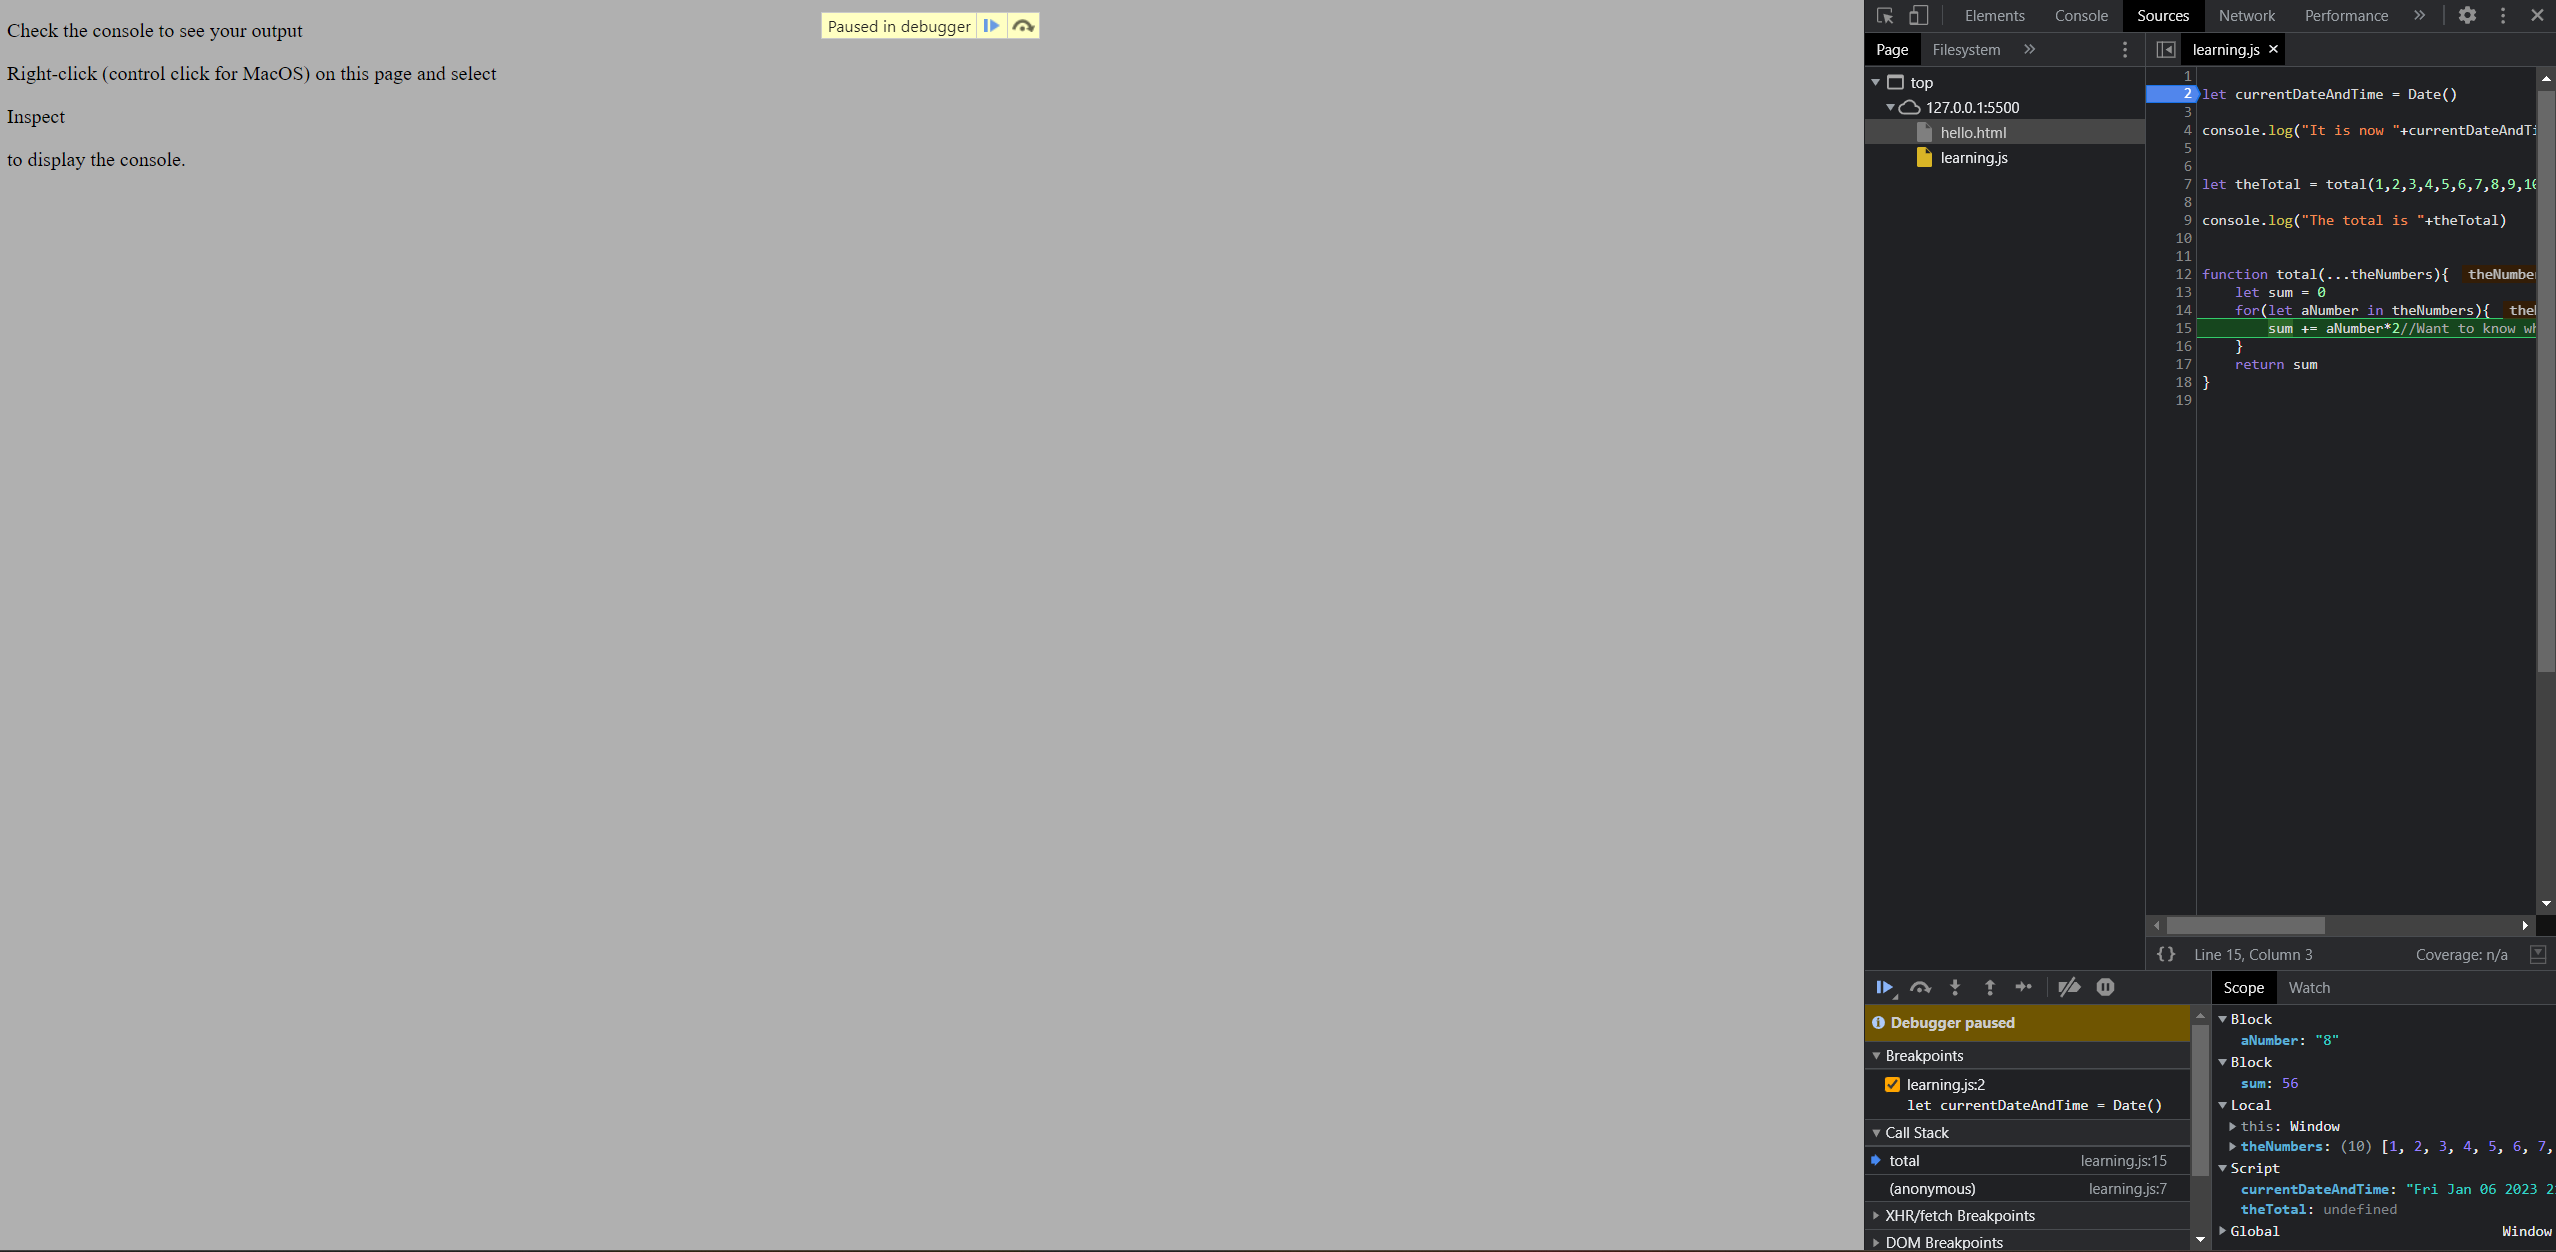 Check the console to see your output
Right-click (control click for MacOS) on this page and select
Inspect
to display the console.
Paused in debugger
Elements Console Sources Network Performance
Page Filesystem
learning.js
top
127.0.0.1:5500
hello.html
learning.js
1
2 let currentDateAndTime = Date()
3
4 console.log("It is now "+currentDateAndTi
5
6
7 let theTotal = total(1,2,3,4,5,6,7,8,9,10
8
9 console.log("The total is "+theTotal)
10
11
12 function total(...theNumbers){ theNumber
13 let sum = 0
14 for(let aNumber in theNumbers){ the
15 sum += aNumber*2//Want to know wh
16 }
17 return sum
18 }
19
{} Line 15, Column 3 Coverage: n/a
Debugger paused
Breakpoints
learning.js:2
let currentDateAndTime = Date()
Call Stack
total learning.js:15
(anonymous) learning.js:7
XHR/fetch Breakpoints
DOM Breakpoints
Scope Watch
Block
aNumber: "8"
Block
sum: 56
Local
this: Window
theNumbers: (10) [1, 2, 3, 4, 5, 6, 7,
Script
currentDateAndTime: "Fri Jan 06 2023 2
theTotal: undefined
Global Window